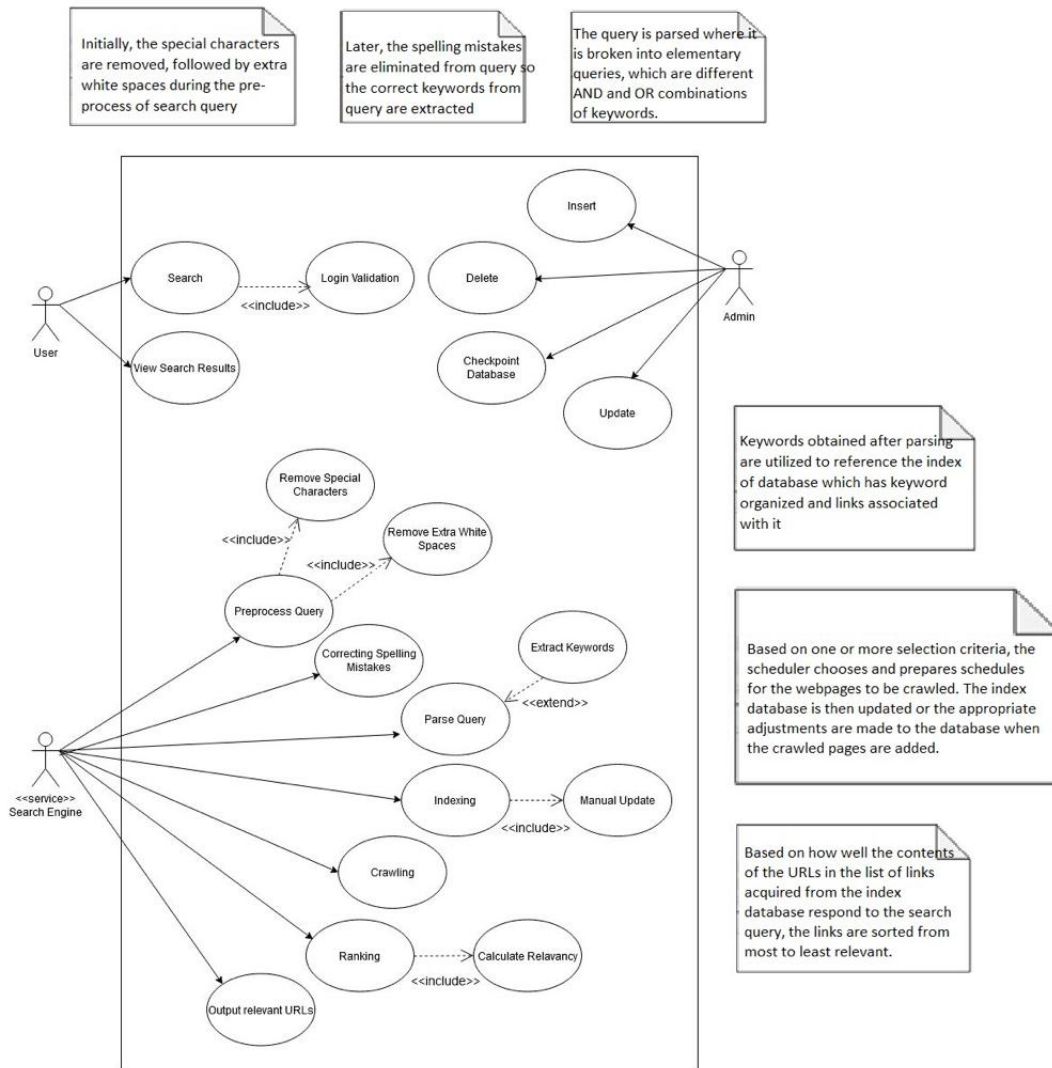 Initially, the special characters
are removed, followed by extra
white spaces during the pre-
process of search query
Later, the spelling mistakes
are eliminated from query so
the correct keywords from
query are extracted
The query is parsed where it
is broken into elementary
queries, which are different
AND and OR combinations
of keywords.
Insert
Search
Login Validation
Delete
<<include>>
User
Admin
View Search Results
Checkpoint
Database
Update
Keywords obtained after parsing
are utilized to reference the index
of database which has keyword
organized and links associated
with it
Remove Special
Characters
<<include>>
Remove Extra White
Spaces
<<include>>
Preprocess Query
Correcting Spelling
Mistakes
Extract Keywords
<<extend>>
Parse Query
Based on one or more selection criteria, the
scheduler chooses and prepares schedules
for the webpages to be crawled. The index
database is then updated or the appropriate
adjustments are made to the database when
the crawled pages are added.
<<service>>
Search Engine
Indexing
<<include>>
Manual Update
Crawling
Based on how well the contents
of the URLs in the list of links
acquired from the index
database respond to the search
query, the links are sorted from
most to least relevant.
Ranking
<<include>>
Calculate Relavancy
Output relevant URLs